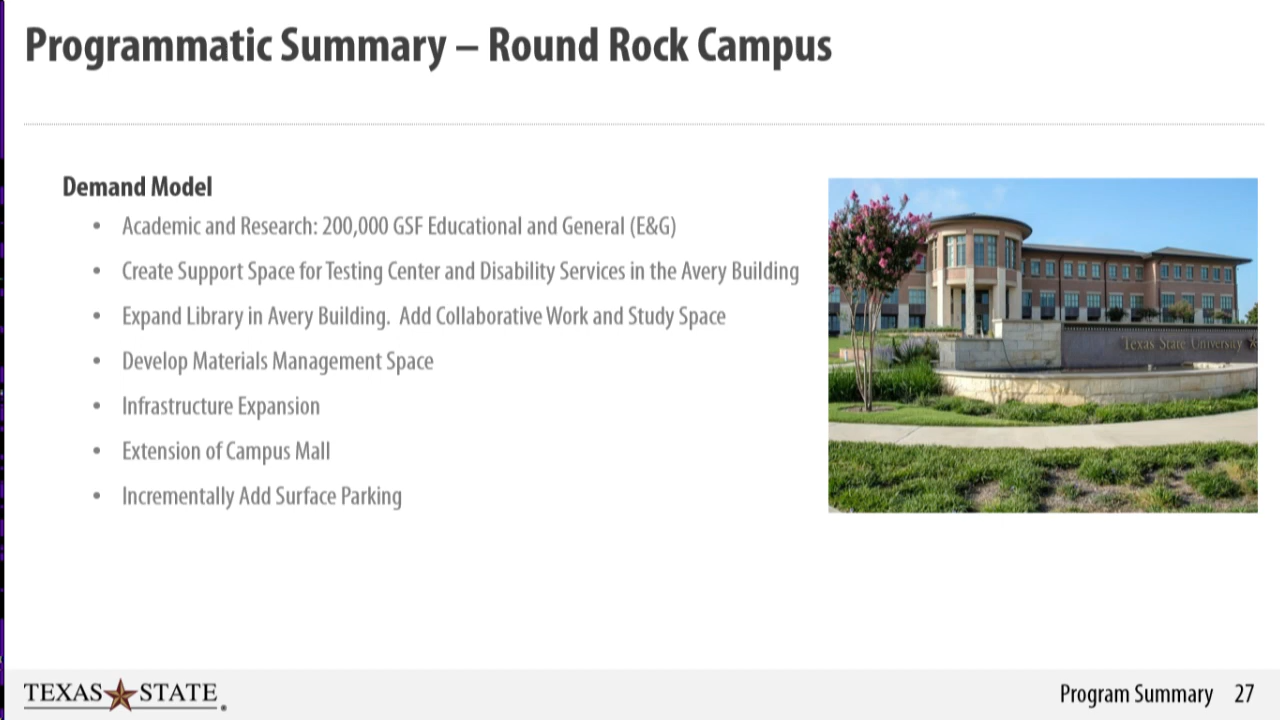 Programmatic Summary – Round Rock Campus
Demand Model
• Academic and Research: 200,000 GSF Educational and General (E&G)
• Create Support Space for Testing Center and Disability Services in the Avery Building
• Expand Library in Avery Building.  Add Collaborative Work and Study Space
• Develop Materials Management Space
• Infrastructure Expansion
• Extension of Campus Mall
• Incrementally Add Surface Parking
Texas State University
TEXAS STATE ®
Program Summary 27